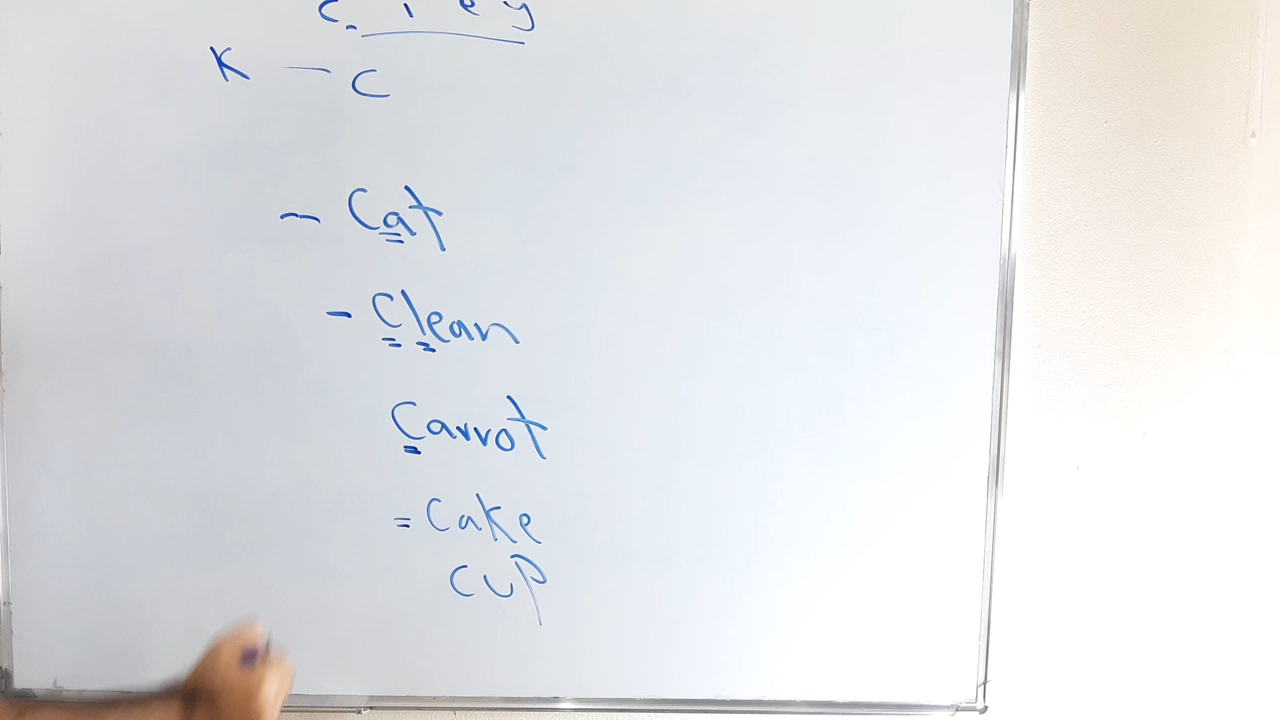 c. i e y
K - C
- Cat
- Clean
Carrot
= Cake
cup